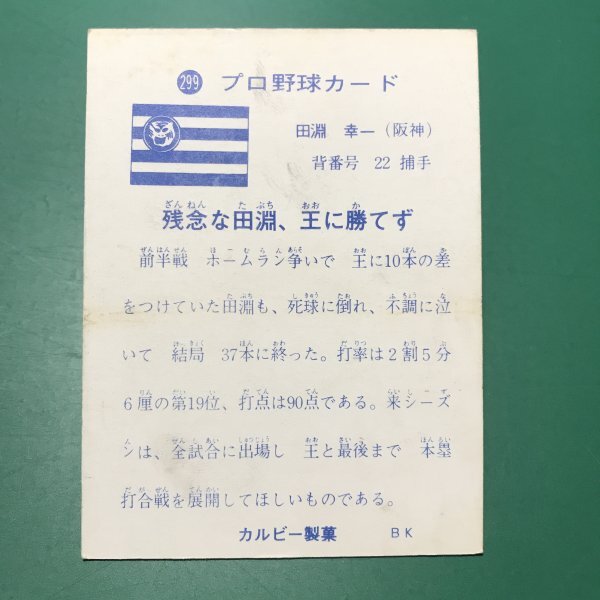 299 プロ野球カード
田淵 幸一(阪神)
背番号 22 捕手
残念な田淵、王に勝てず
前半戦 ホームラン争いで 王に10本の差
をつけていた田淵も、死球に倒れ、不調に泣
いて 結局 37本に終った。打率は2割5分
6厘の第19位、打点は90点である。来シーズ
ンは、全試合に出場し 王と最後まで 本塁
打合戦を展開してほしいものである。
カルビー製菓 BK